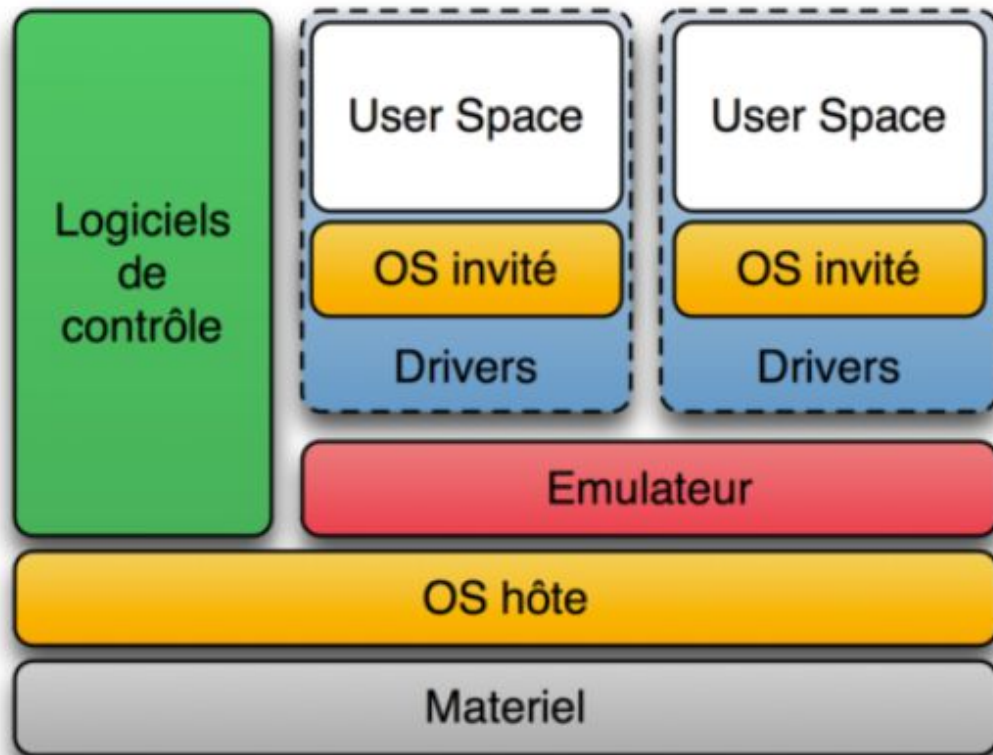 Logiciels
de
contrôle
User Space
OS invité
Drivers
User Space
OS invité
Drivers
Emulateur
OS hôte
Materiel